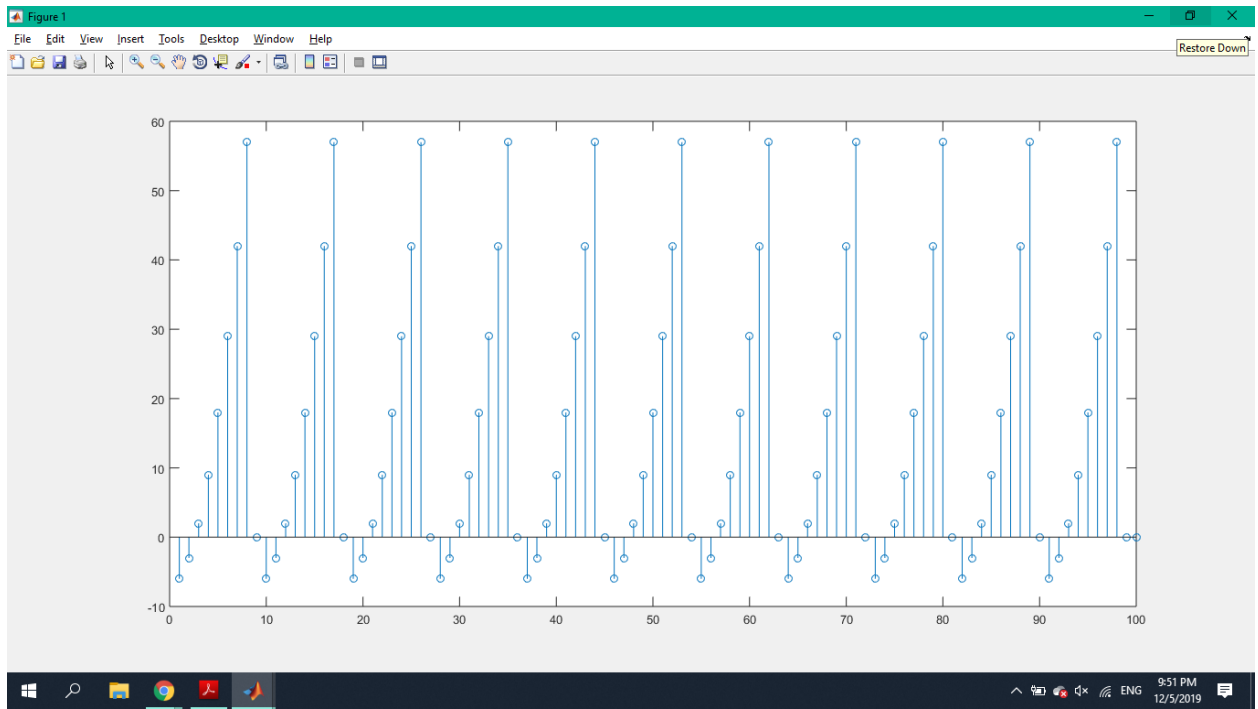 Figure 1
File Edit View Insert Tools Desktop Window Help
Restore Down
60
50
40
30
20
10
0
-10
0 10 20 30 40 50 60 70 80 90 100
ENG
9:51 PM
12/5/2019